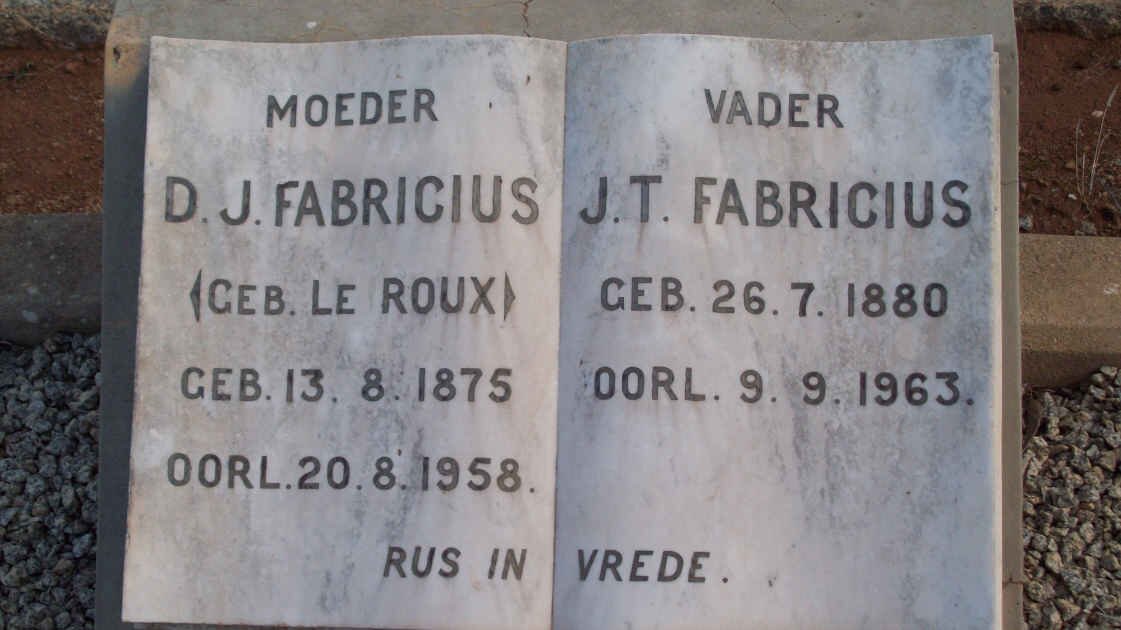 MOEDER
D. J. FABRICIUS
(GEB. LE ROUX)
GEB. 13. 8. 1875
OORL. 20.8. 1958.
RUS IN
VADER
J. T. FABRICIUS
GEB. 26.7. 1880
OORL. 9. 9. 1963.
VREDE.